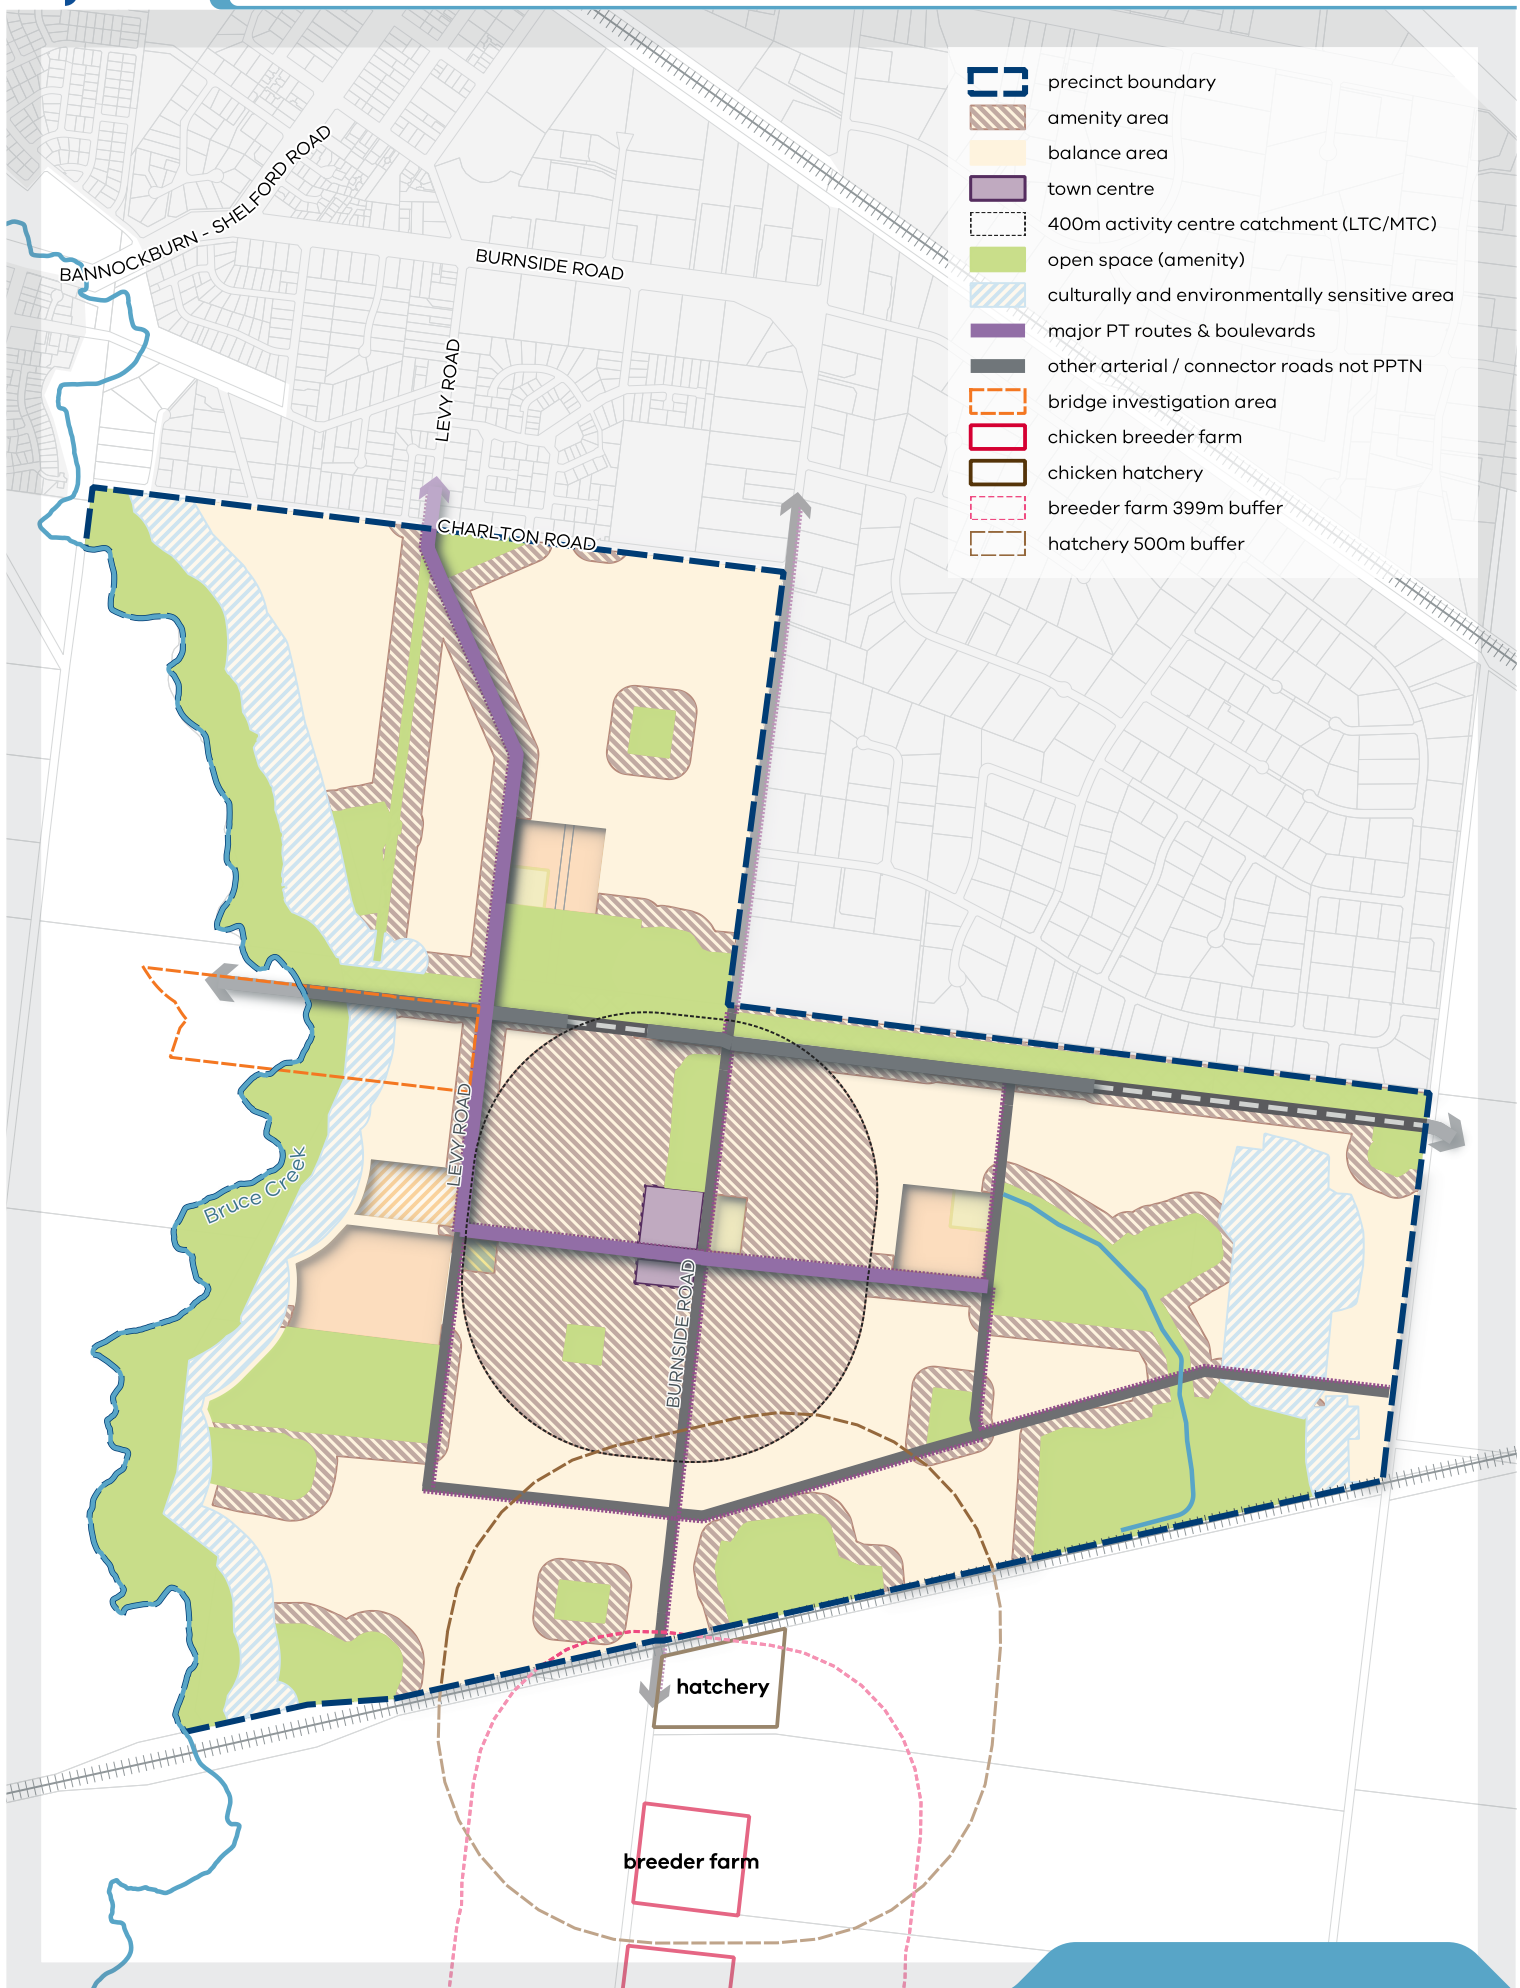 precinct boundary
amenity area
balance area
town centre
400m activity centre catchment (LTC/MTC)
open space (amenity)
culturally and environmentally sensitive area
major PT routes & boulevards
other arterial / connector roads not PPTN
bridge investigation area
chicken breeder farm
chicken hatchery
breeder farm 399m buffer
hatchery 500m buffer
BANNOCKBURN - SHELFORD ROAD
BURNSIDE ROAD
LEVY ROAD
CHARLTON ROAD
LEVY ROAD
Bruce Creek
BURNSIDE ROAD
hatchery
breeder farm